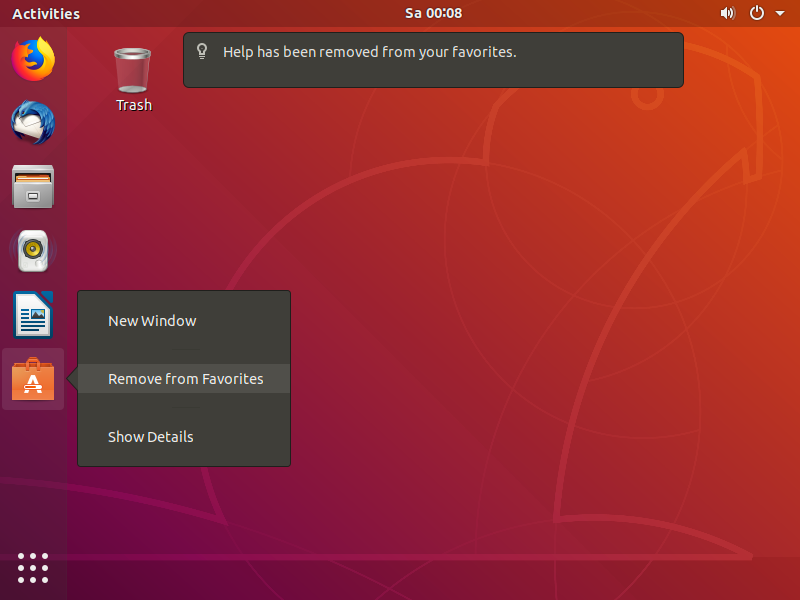 Activities
Sa 00:08
Help has been removed from your favorites.
Trash
New Window
Remove from Favorites
Show Details